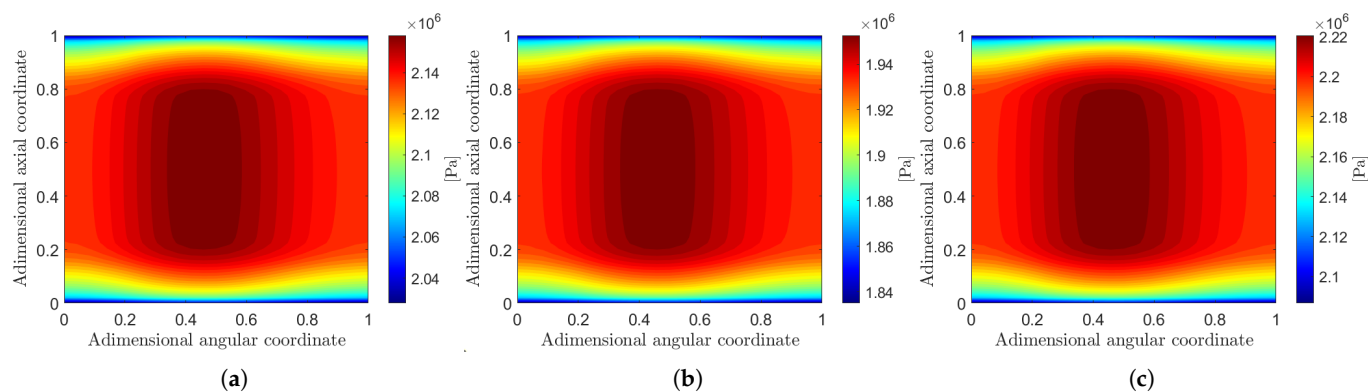 ×10⁶
1
0.8
0.6
0.4
0.2
0
Adimensional axial coordinate
0 0.2 0.4 0.6 0.8 1
Adimensional angular coordinate
2.14
2.12
2.1
2.08
2.06
2.04
[Pa]
(a)
×10⁶
1
0.8
0.6
0.4
0.2
0
Adimensional axial coordinate
0 0.2 0.4 0.6 0.8 1
Adimensional angular coordinate
1.94
1.92
1.9
1.88
1.86
1.84
[Pa]
(b)
×10⁶
1
0.8
0.6
0.4
0.2
0
Adimensional axial coordinate
0 0.2 0.4 0.6 0.8 1
Adimensional angular coordinate
2.22
2.2
2.18
2.16
2.14
2.12
2.1
[Pa]
(c)